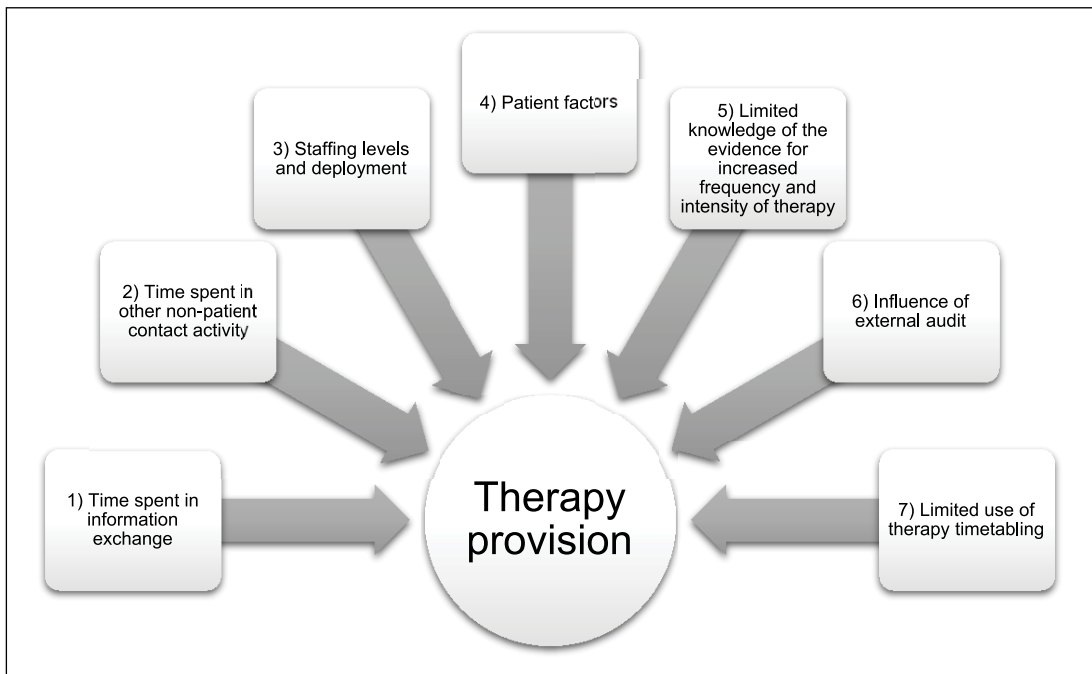 1) Time spent in
information
exchange
2) Time spent in
other non-patient
contact activity
3) Staffing levels
and deployment
4) Patient factors
5) Limited
knowledge of the
evidence for
increased
frequency and
intensity of therapy
6) Influence of
external audit
7) Limited use of
therapy timetabling
Therapy
provision